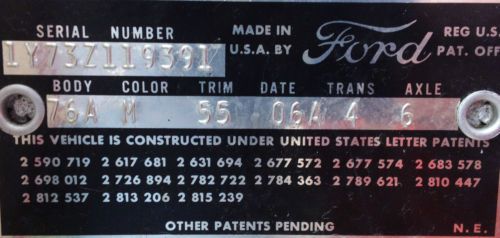 SERIAL NUMBER MADE IN Ford REG U.S.
1Y73Z119391 U.S.A. BY PAT. OFF
BODY COLOR TRIM DATE TRANS AXLE
76A M 55 06A 4 6
THIS VEHICLE IS CONSTRUCTED UNDER UNITED STATES LETTER PATENTS
2 590 719 2 617 681 2 631 694 2 677 572 2 677 574 2 683 578
2 698 012 2 726 894 2 782 722 2 784 363 2 789 621 2 810 447
2 812 537 2 813 206 2 815 239
OTHER PATENTS PENDING N.E.